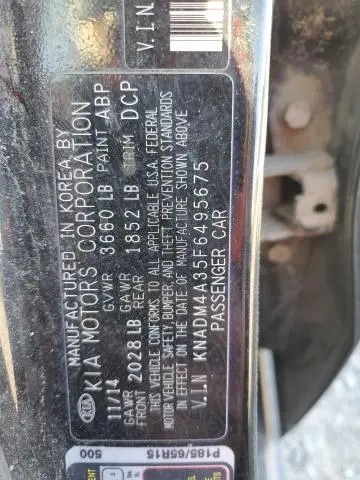 MANUFACTURED IN KOREA BY
KIA KIA MOTORS CORPORATION
11/14 GVWR 3660 LB PAINT ABP
GAWR FRONT 2028 LB GAWR REAR 1852 LB TRIM DCP
THIS VEHICLE CONFORMS TO ALL APPLICABLE U.S.A. FEDERAL
MOTOR VEHICLE SAFETY, BUMPER, AND THEFT PREVENTION STANDARDS
IN EFFECT ON THE DATE OF MANUFACTURE SHOWN ABOVE
V.I.N KNADM4A35F6495675
PASSENGER CAR
V.I.N
P185/65R15
500